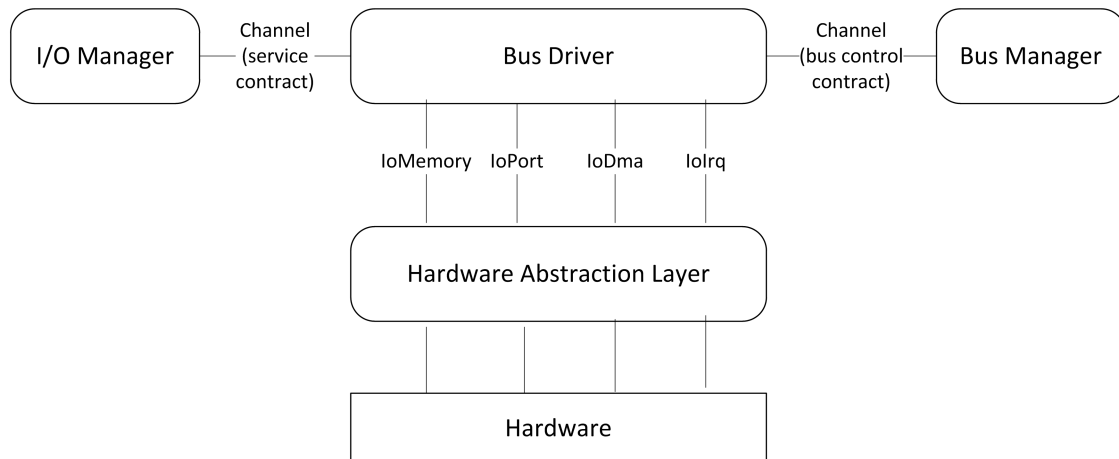 I/O Manager
Channel
(service
contract)
Bus Driver
Channel
(bus control
contract)
Bus Manager
IoMemory
IoPort
IoDma
IoIrq
Hardware Abstraction Layer
Hardware